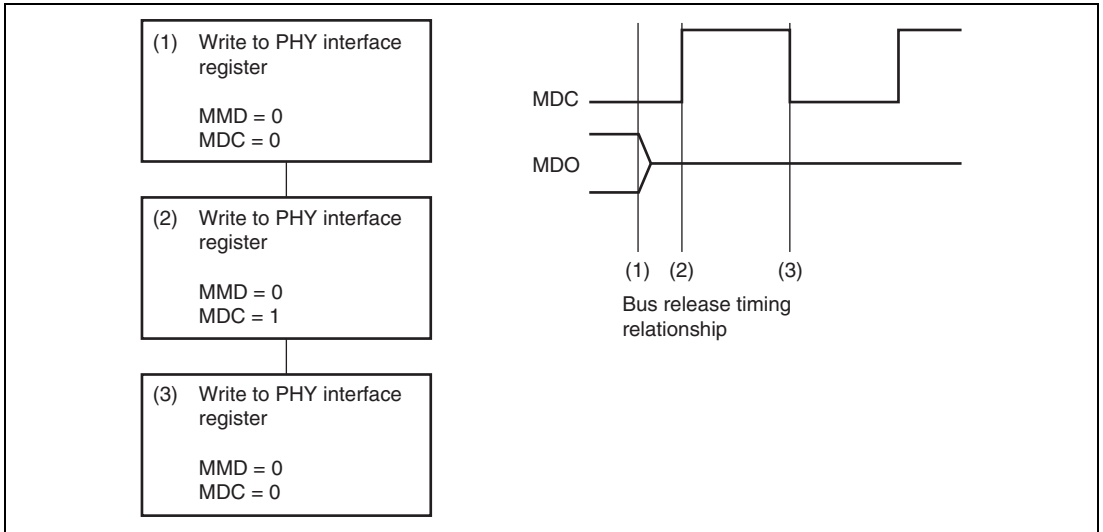 (1) Write to PHY interface
register
MMD = 0
MDC = 0
(2) Write to PHY interface
register
MMD = 0
MDC = 1
(3) Write to PHY interface
register
MMD = 0
MDC = 0
MDC
MDO
(1) (2) (3)
Bus release timing
relationship